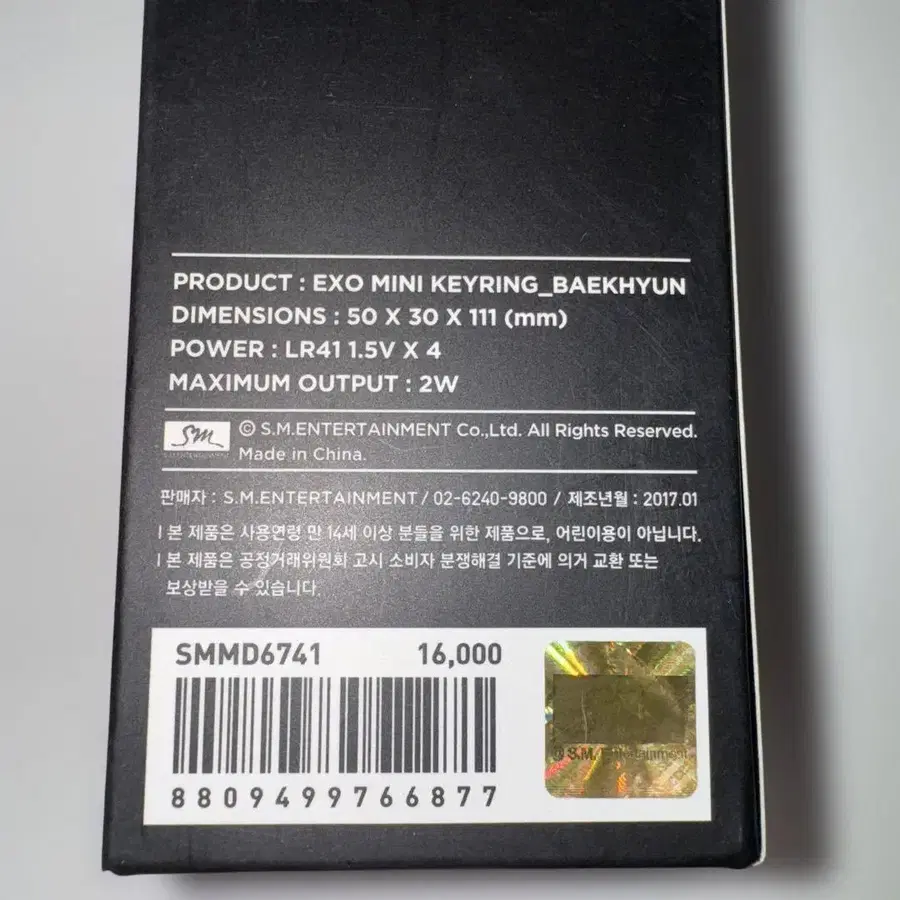 PRODUCT : EXO MINI KEYRING_BAEKHYUN
DIMENSIONS : 50 X 30 X 111 (mm)
POWER : LR41 1.5V X 4
MAXIMUM OUTPUT : 2W
SM
© S.M.ENTERTAINMENT Co.,Ltd. All Rights Reserved.
Made in China.
판매자 : S.M.ENTERTAINMENT / 02-6240-9800 / 제조년월 : 2017.01
| 본 제품은 사용연령 만 14세 이상 분들을 위한 제품으로, 어린이용이 아닙니다.
| 본 제품은 공정거래위원회 고시 소비자 분쟁해결 기준에 의거 교환 또는
보상받을 수 있습니다.
SMMD6741 16,000
8809499766877
S.M. Entertainment